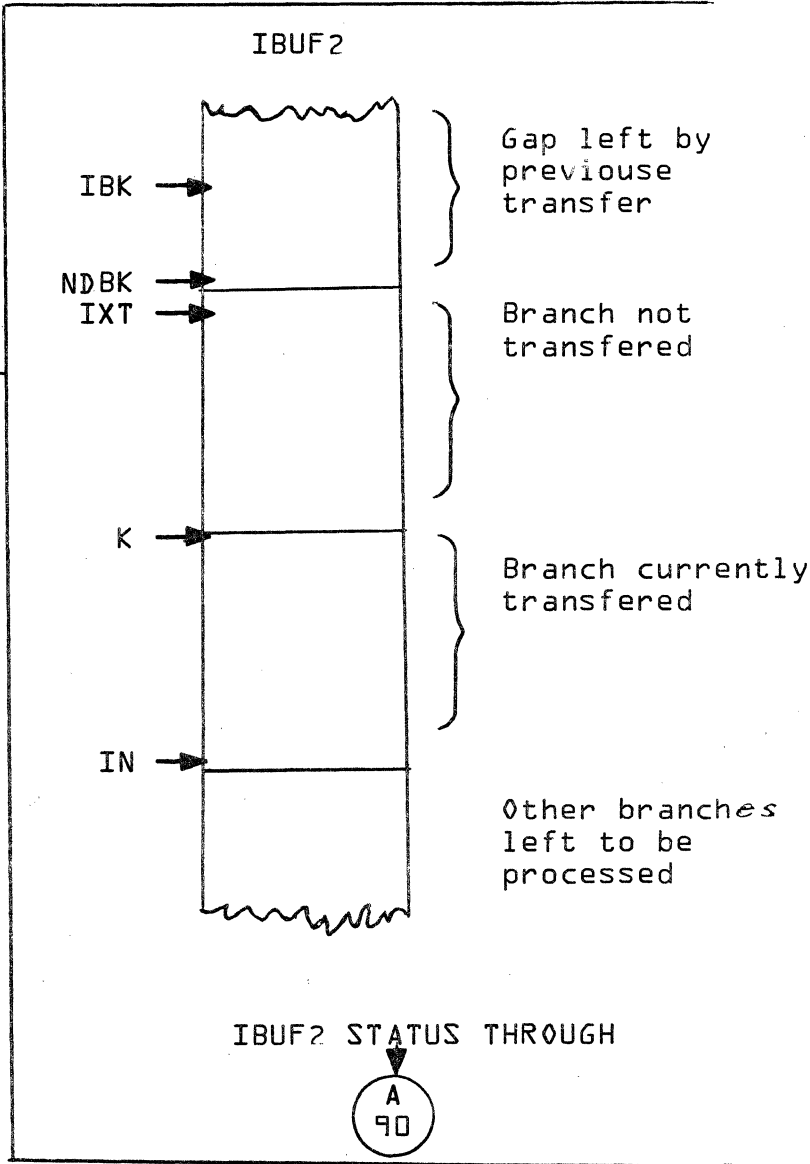 IBUF2
Gap left by
previouse
transfer
IBK
NDBK
IXT
Branch not
transfered
K
Branch currently
transfered
IN
Other branches
left to be
processed
IBUF2 STATUS THROUGH
A
90